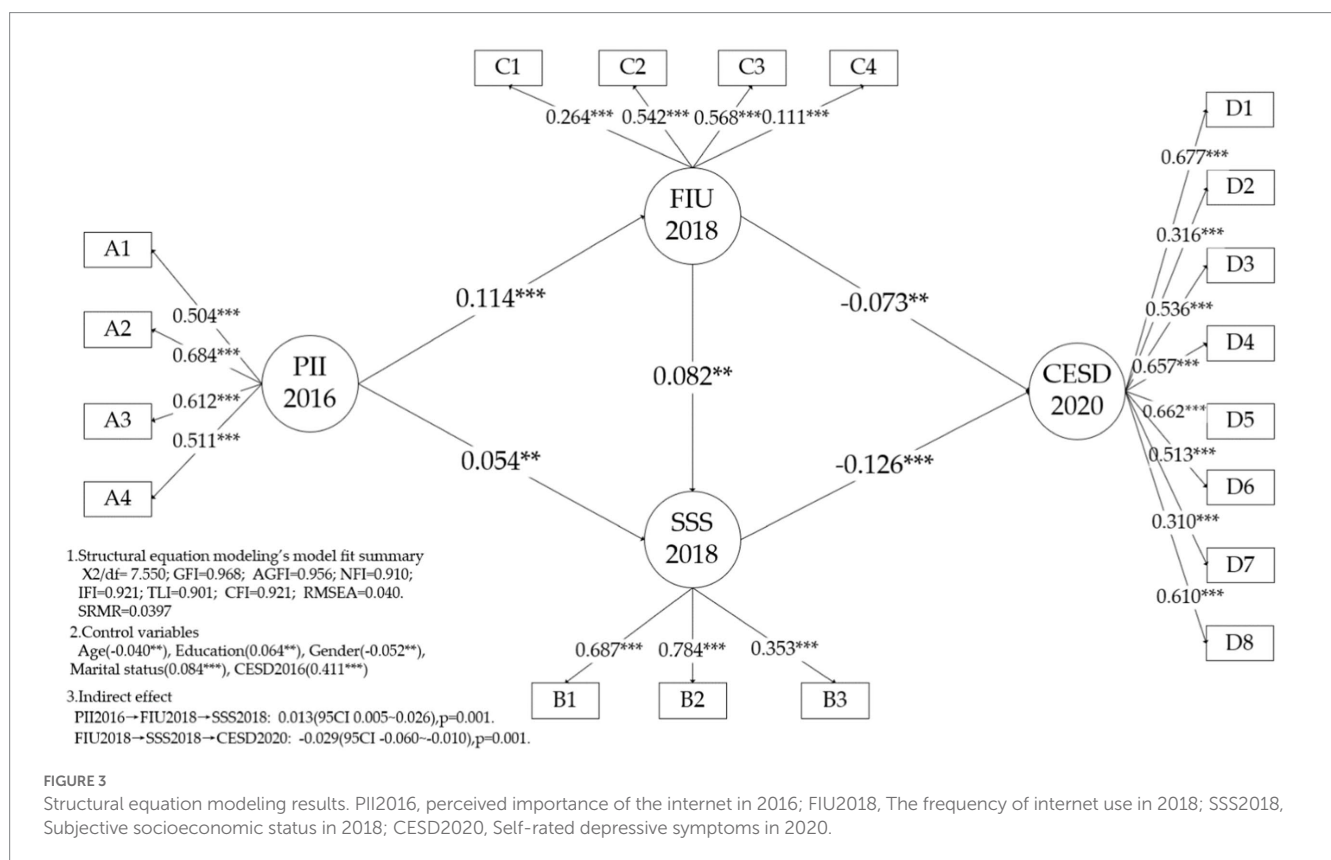 C1
C2
C3
C4
0.264***
0.542***
0.568***
0.111***
FIU
2018
D1
0.677***
D2
0.316***
D3
0.536***
D4
0.657***
D5
0.662***
D6
0.513***
D7
0.310***
D8
0.610***
A1
0.504***
A2
0.684***
A3
0.612***
A4
0.511***
PII
2016
0.114***
-0.073**
0.082**
CESD
2020
0.054**
-0.126***
SSS
2018
0.687***
0.784***
0.353***
B1
B2
B3
1.Structural equation modeling's model fit summary
X2/df= 7.550; GFI=0.968; AGFI=0.956; NFI=0.910;
IFI=0.921; TLI=0.901; CFI=0.921; RMSEA=0.040.
SRMR=0.0397
2.Control variables
Age(-0.040**), Education(0.064**), Gender(-0.052**),
Marital status(0.084***), CESD2016(0.411***)
3.Indirect effect
PII2016→FIU2018→SSS2018: 0.013(95CI 0.005~0.026),p=0.001.
FIU2018→SSS2018→CESD2020: -0.029(95CI -0.060~-0.010),p=0.001.
FIGURE 3
Structural equation modeling results. PII2016, perceived importance of the internet in 2016; FIU2018, The frequency of internet use in 2018; SSS2018,
Subjective socioeconomic status in 2018; CESD2020, Self-rated depressive symptoms in 2020.